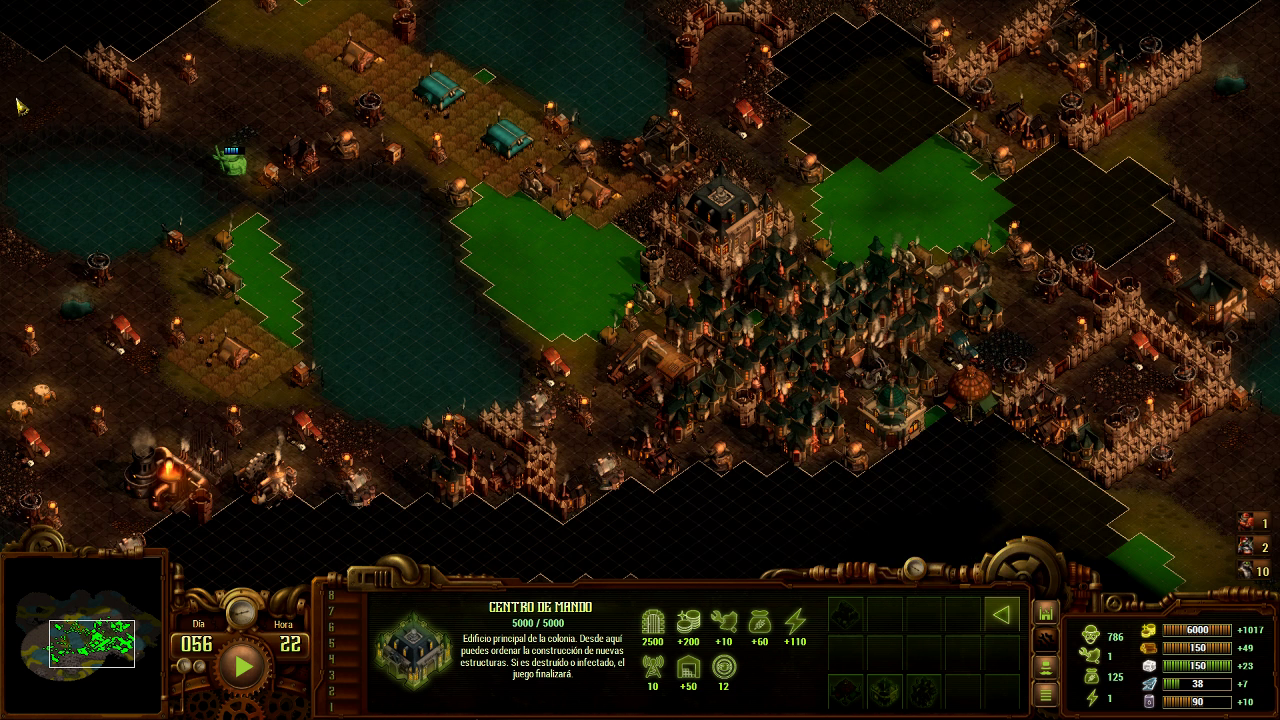 1
2
10
Día
Hora
056
22
8
7
6
5
4
3
2
1
CENTRO DE MANDO
5000 / 5000
Edificio principal de la colonia. Desde aquí
puedes ordenar la construcción de nuevas
estructuras. Si es destruido o infectado, el
juego finalizará.
2500 +200 +10 +60 +110
10 +50 12
786
1
125
1
6000 +1017
150 +49
150 +23
38 +7
90 +10